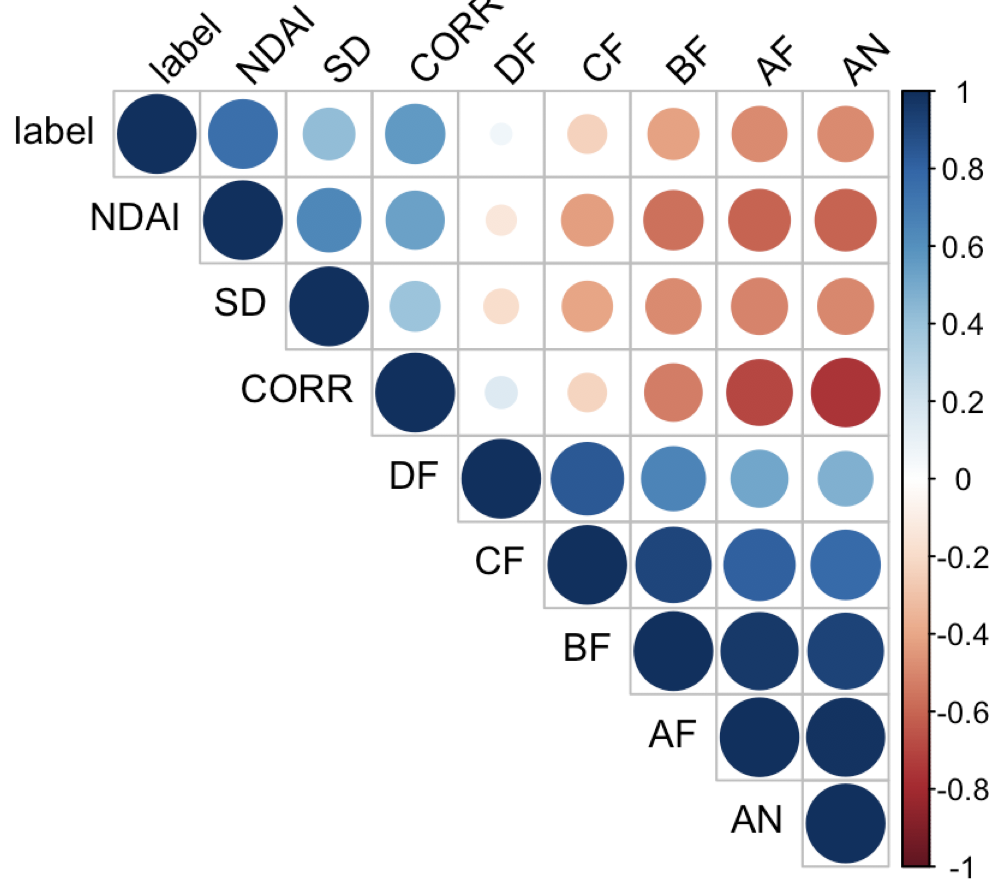 label NDAI SD CORR DF CF BF AF AN
label
NDAI
SD
CORR
DF
CF
BF
AF
AN
1
0.8
0.6
0.4
0.2
0
-0.2
-0.4
-0.6
-0.8
-1